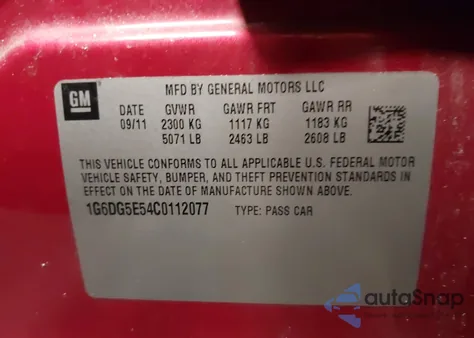 GM
MFD BY GENERAL MOTORS LLC
DATE GVWR GAWR FRT GAWR RR
09/11 2300 KG 1117 KG 1183 KG
5071 LB 2463 LB 2608 LB
THIS VEHICLE CONFORMS TO ALL APPLICABLE U.S. FEDERAL MOTOR
VEHICLE SAFETY, BUMPER, AND THEFT PREVENTION STANDARDS IN
EFFECT ON THE DATE OF MANUFACTURE SHOWN ABOVE.
1G6DG5E54C0112077 TYPE: PASS CAR
autoSnap